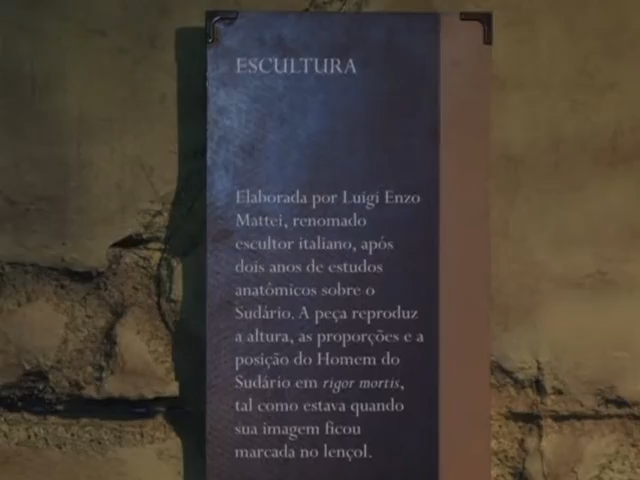 ESCULTURA
Elaborada por Luigi Enzo
Mattei, renomado
escultor italiano, após
dois anos de estudos
anatômicos sobre o
Sudário. A peça reproduz
a altura, as proporções e a
posição do Homem do
Sudário em rigor mortis,
tal como estava quando
sua imagem ficou
marcada no lençol.